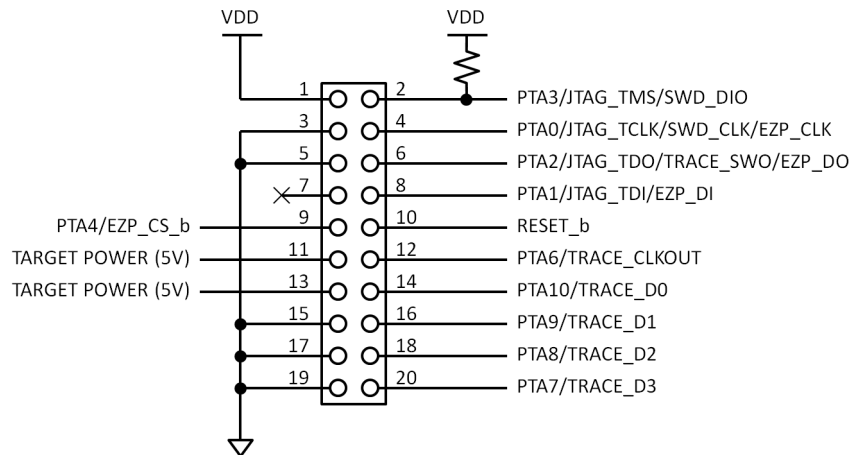 VDD VDD
1 2 PTA3/JTAG_TMS/SWD_DIO
3 4 PTA0/JTAG_TCLK/SWD_CLK/EZP_CLK
5 6 PTA2/JTAG_TDO/TRACE_SWO/EZP_DO
7 8 PTA1/JTAG_TDI/EZP_DI
PTA4/EZP_CS_b 9 10 RESET_b
TARGET POWER (5V) 11 12 PTA6/TRACE_CLKOUT
TARGET POWER (5V) 13 14 PTA10/TRACE_D0
15 16 PTA9/TRACE_D1
17 18 PTA8/TRACE_D2
19 20 PTA7/TRACE_D3